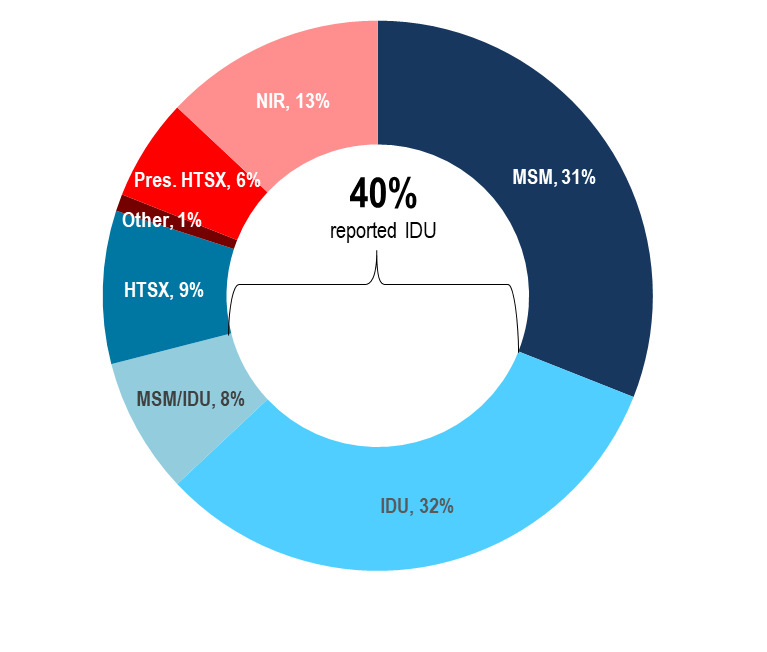 NIR, 13%
MSM, 31%
Pres. HTSX, 6%
40%
reported IDU
Other, 1%
HTSX, 9%
MSM/IDU, 8%
IDU, 32%